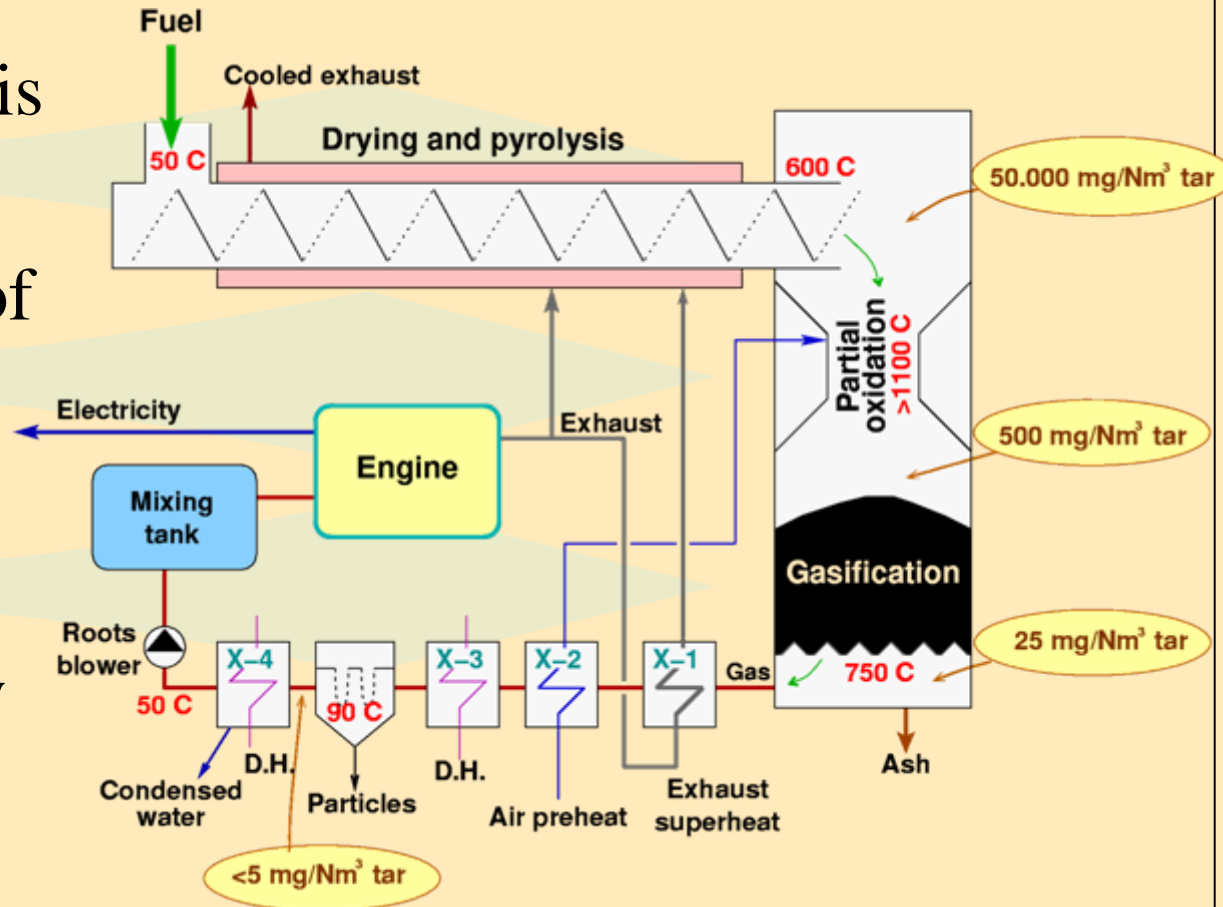 Fuel
is
Cooled exhaust
Drying and pyrolysis
50 C
600 C
50.000 mg/Nm³ tar
of
Partial
oxidation
>1100 C
Electricity
Exhaust
Engine
500 mg/Nm³ tar
Mixing
tank
Gasification
Roots
blower
X–4
X–3
X–2
X–1
Gas
750 C
25 mg/Nm³ tar
50 C
90 C
D.H.
D.H.
Ash
Condensed
water
Particles
Air preheat
Exhaust
superheat
<5 mg/Nm³ tar